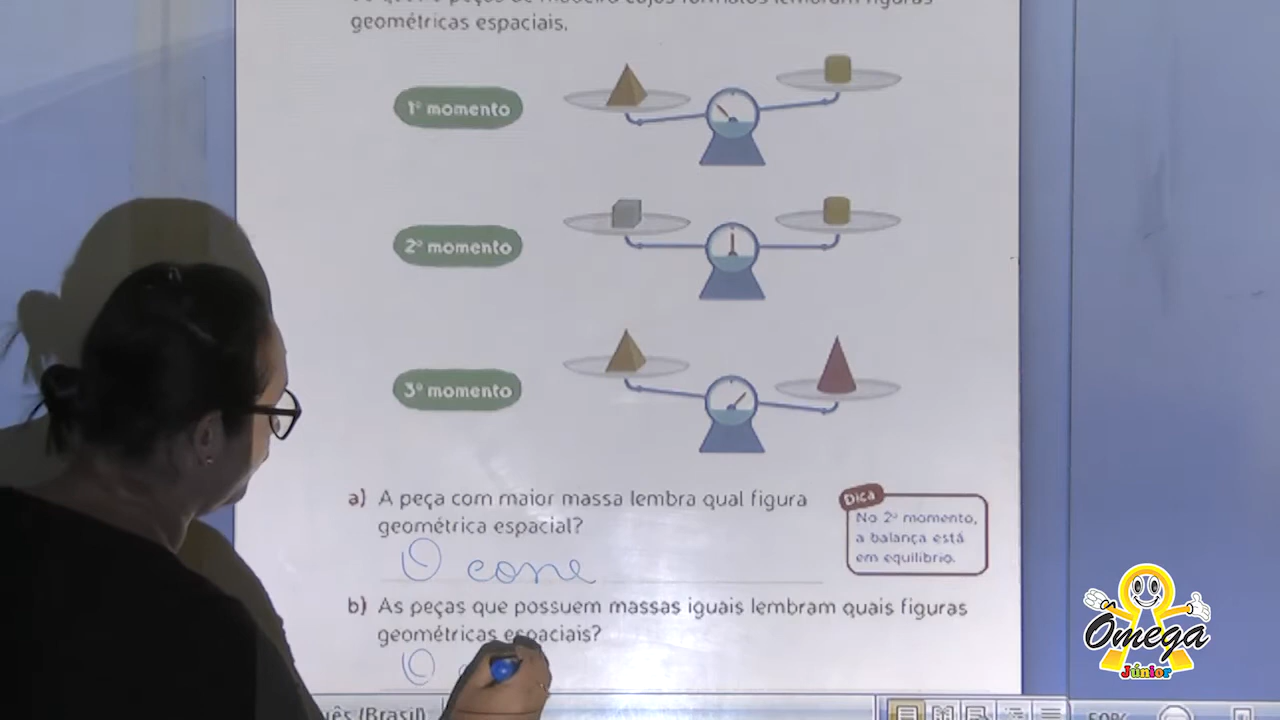 geométricas espaciais.
1º momento
2º momento
3º momento
a) A peça com maior massa lembra qual figura
geométrica espacial?
O cone
Dica
No 2º momento,
a balança está
em equilíbrio.
b) As peças que possuem massas iguais lembram quais figuras
geométricas espaciais?
O
(Brasil)
50%
Ômega
Júnior